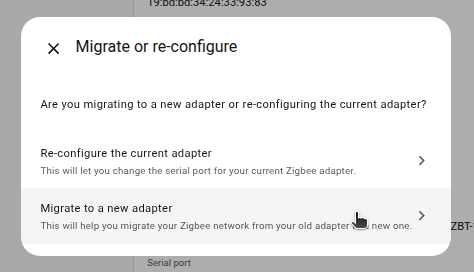 19:bd:bd:34:24:33:93:83
Migrate or re-configure
Are you migrating to a new adapter or re-configuring the current adapter?
Re-configure the current adapter
This will let you change the serial port for your current Zigbee adapter.
Migrate to a new adapter
This will help you migrate your Zigbee network from your old adapter new one.
ZBT-
Serial port